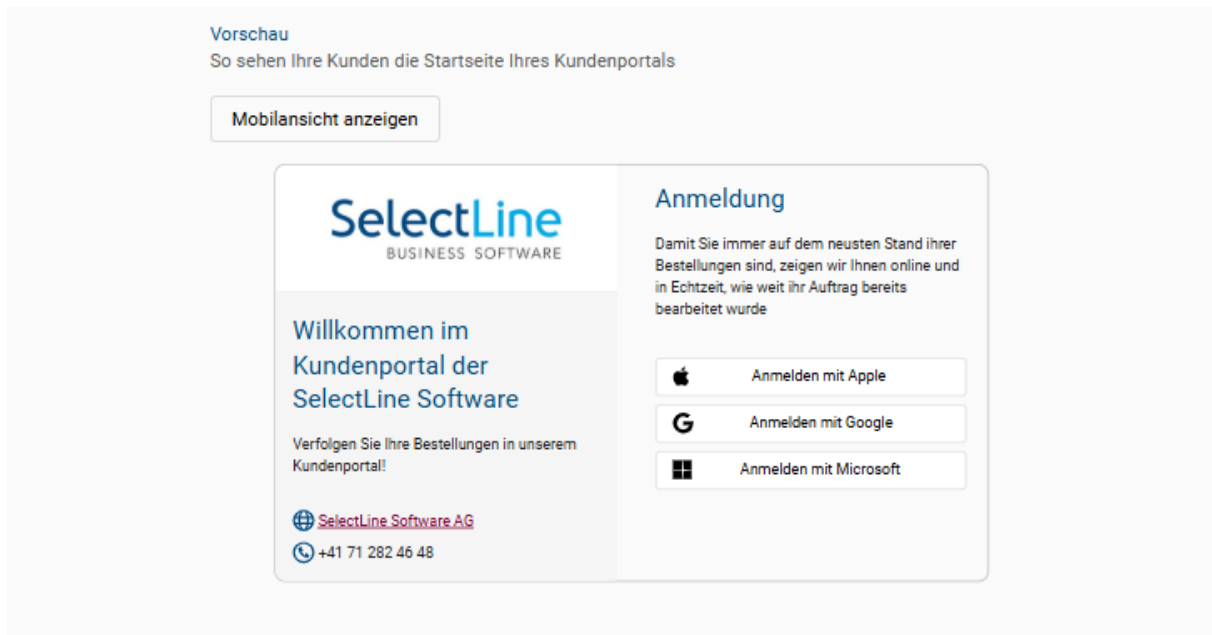 Vorschau
So sehen Ihre Kunden die Startseite Ihres Kundenportals
Mobilansicht anzeigen
SelectLine
BUSINESS SOFTWARE
Willkommen im
Kundenportal der
SelectLine Software
Verfolgen Sie Ihre Bestellungen in unserem
Kundenportal!
SelectLine Software AG
+41 71 282 46 48
Anmeldung
Damit Sie immer auf dem neusten Stand ihrer
Bestellungen sind, zeigen wir Ihnen online und
in Echtzeit, wie weit ihr Auftrag bereits
bearbeitet wurde
Anmelden mit Apple
Anmelden mit Google
Anmelden mit Microsoft